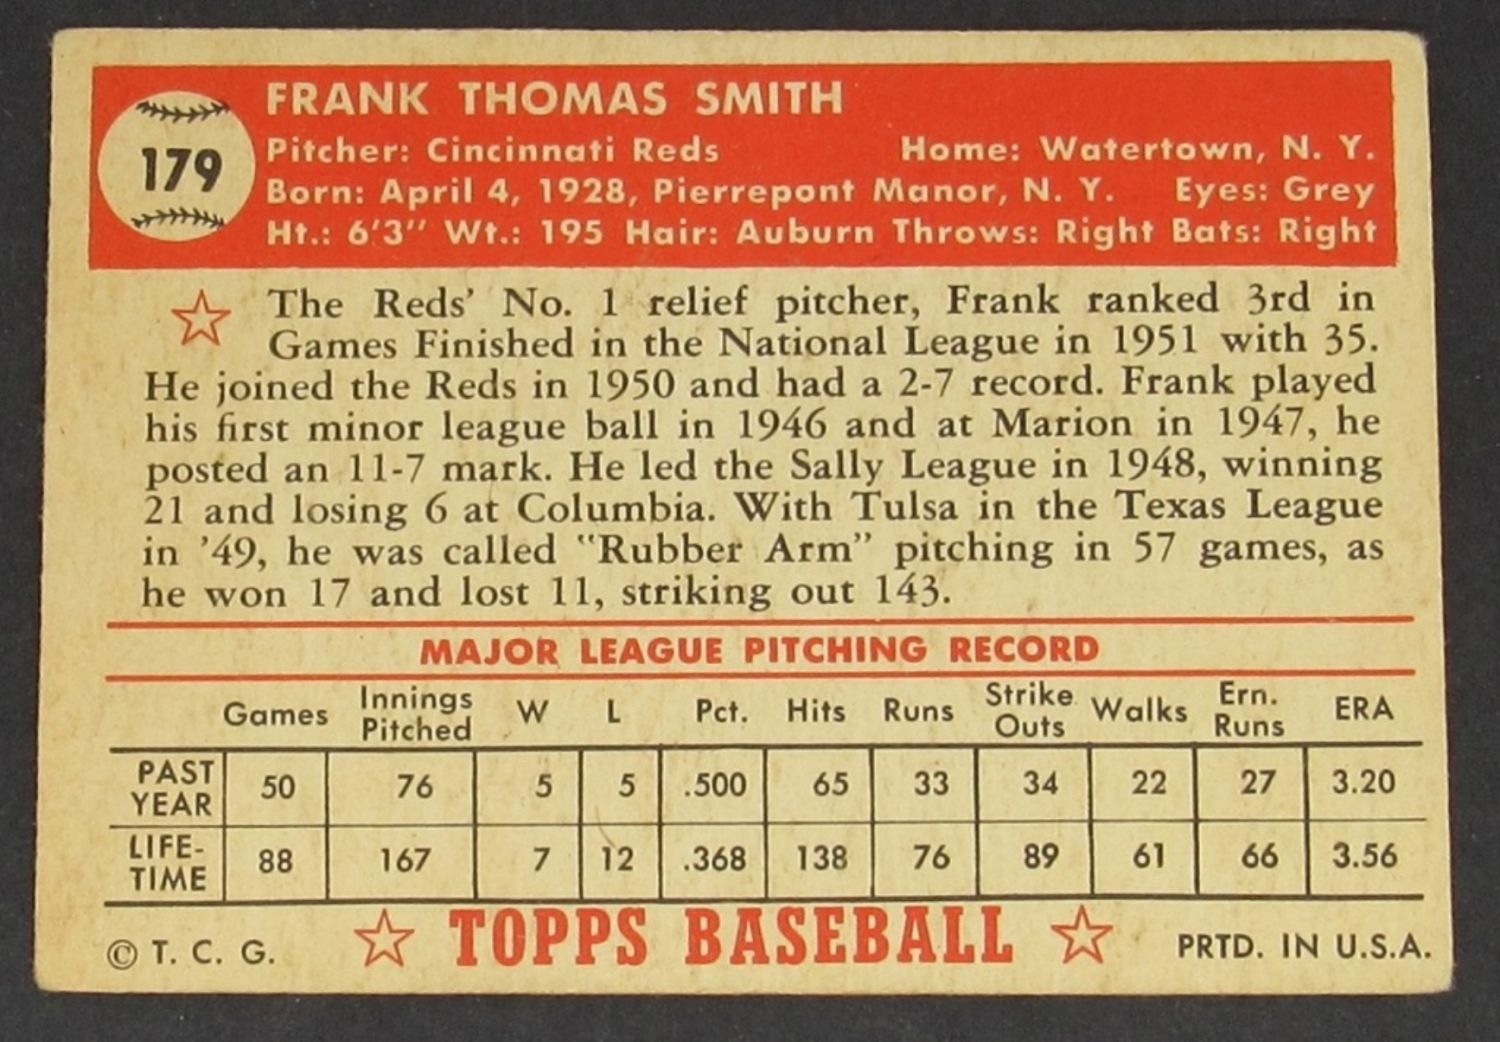 179
FRANK THOMAS SMITH
Pitcher: Cincinnati Reds Home: Watertown, N. Y.
Born: April 4, 1928, Pierrepont Manor, N. Y. Eyes: Grey
Ht.: 6'3" Wt.: 195 Hair: Auburn Throws: Right Bats: Right
The Reds' No. 1 relief pitcher, Frank ranked 3rd in
Games Finished in the National League in 1951 with 35.
He joined the Reds in 1950 and had a 2-7 record. Frank played
his first minor league ball in 1946 and at Marion in 1947, he
posted an 11-7 mark. He led the Sally League in 1948, winning
21 and losing 6 at Columbia. With Tulsa in the Texas League
in '49, he was called "Rubber Arm" pitching in 57 games, as
he won 17 and lost 11, striking out 143.
MAJOR LEAGUE PITCHING RECORD
Games Innings Pitched W L Pct. Hits Runs Strike Outs Walks Ern. Runs ERA
PAST YEAR 50 76 5 5 .500 65 33 34 22 27 3.20
LIFE-TIME 88 167 7 12 .368 138 76 89 61 66 3.56
© T. C. G. TOPPS BASEBALL PRTD. IN U.S.A.